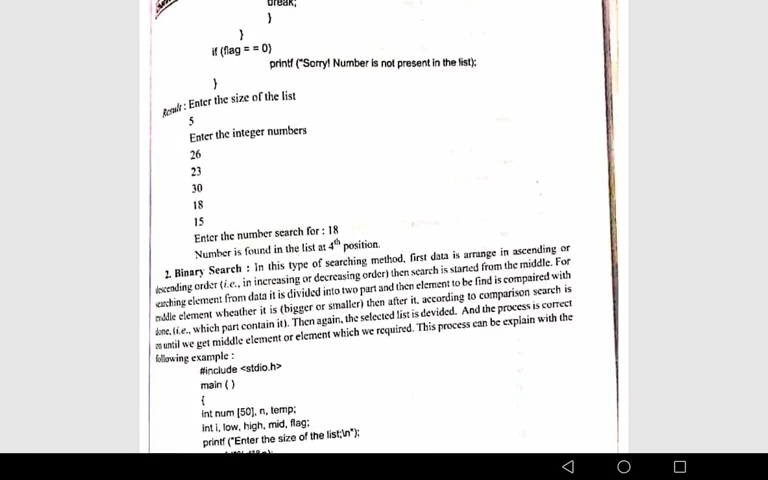 break;
}
}
if (flag = = 0)
printf ("Sorry! Number is not present in the list);
}
Result : Enter the size of the list
5
Enter the integer numbers
26
23
30
18
15
Enter the number search for : 18
Number is found in the list at 4th position.
2. Binary Search : In this type of searching method, first data is arrange in ascending or
descending order (i.e., in increasing or decreasing order) then search is started from the middle. For
searching element from data it is divided into two part and then element to be find is compaired with
middle element wheather it is (bigger or smaller) then after it, according to comparison search is
done, (i.e., which part contain it). Then again, the selected list is devided. And the process is correct
on until we get middle element or element which we required. This process can be explain with the
following example :
#include <stdio.h>
main ( )
{
int num [50], n, temp;
int i, low, high, mid, flag;
printf ("Enter the size of the list;\n");